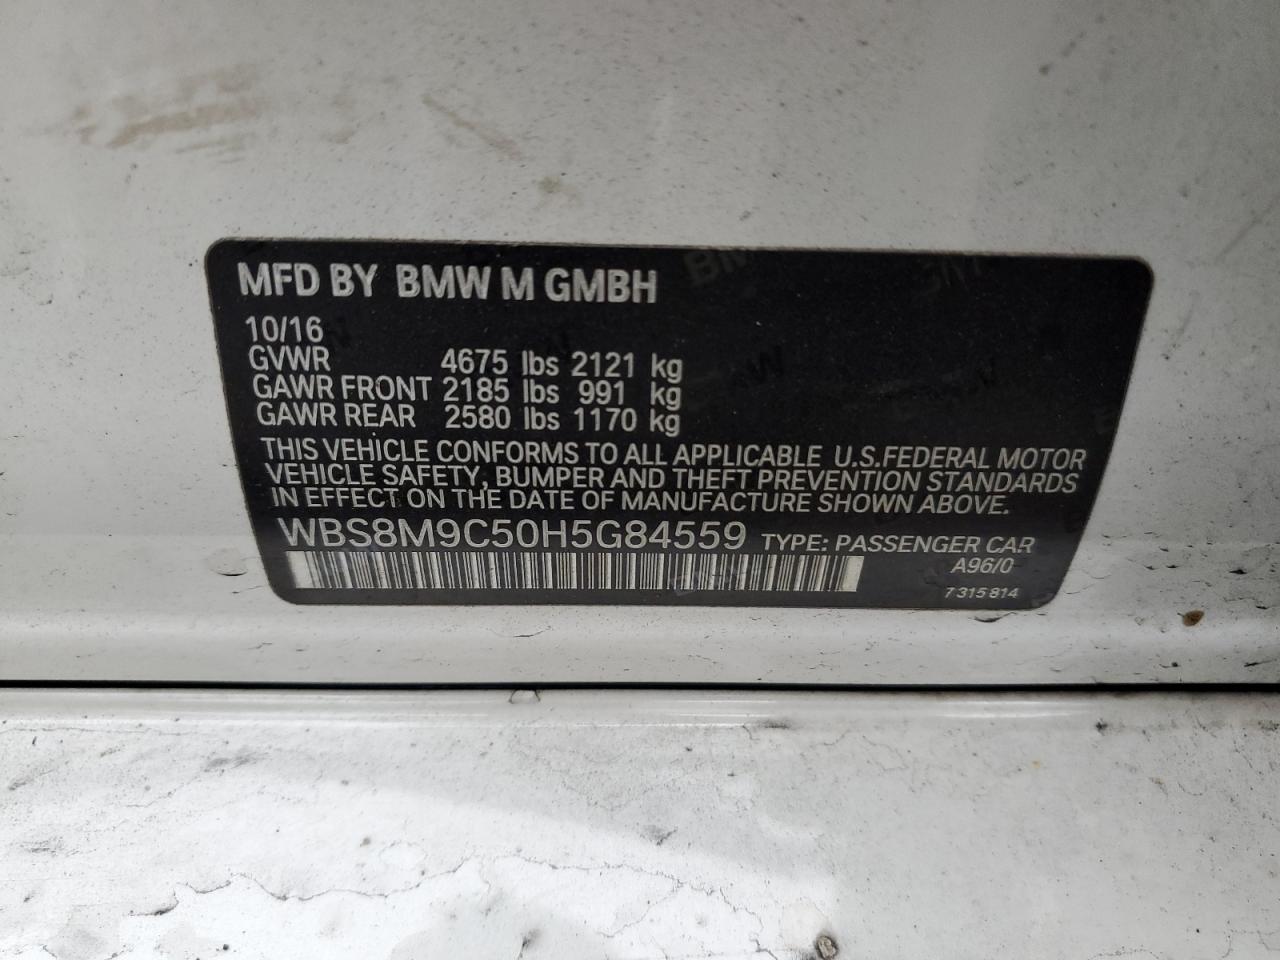 MFD BY BMW M GMBH
10/16
GVWR 4675 lbs 2121 kg
GAWR FRONT 2185 lbs 991 kg
GAWR REAR 2580 lbs 1170 kg
THIS VEHICLE CONFORMS TO ALL APPLICABLE U.S.FEDERAL MOTOR
VEHICLE SAFETY, BUMPER AND THEFT PREVENTION STANDARDS
IN EFFECT ON THE DATE OF MANUFACTURE SHOWN ABOVE.
WBS8M9C50H5G84559 TYPE: PASSENGER CAR
A96/0
7 315 814